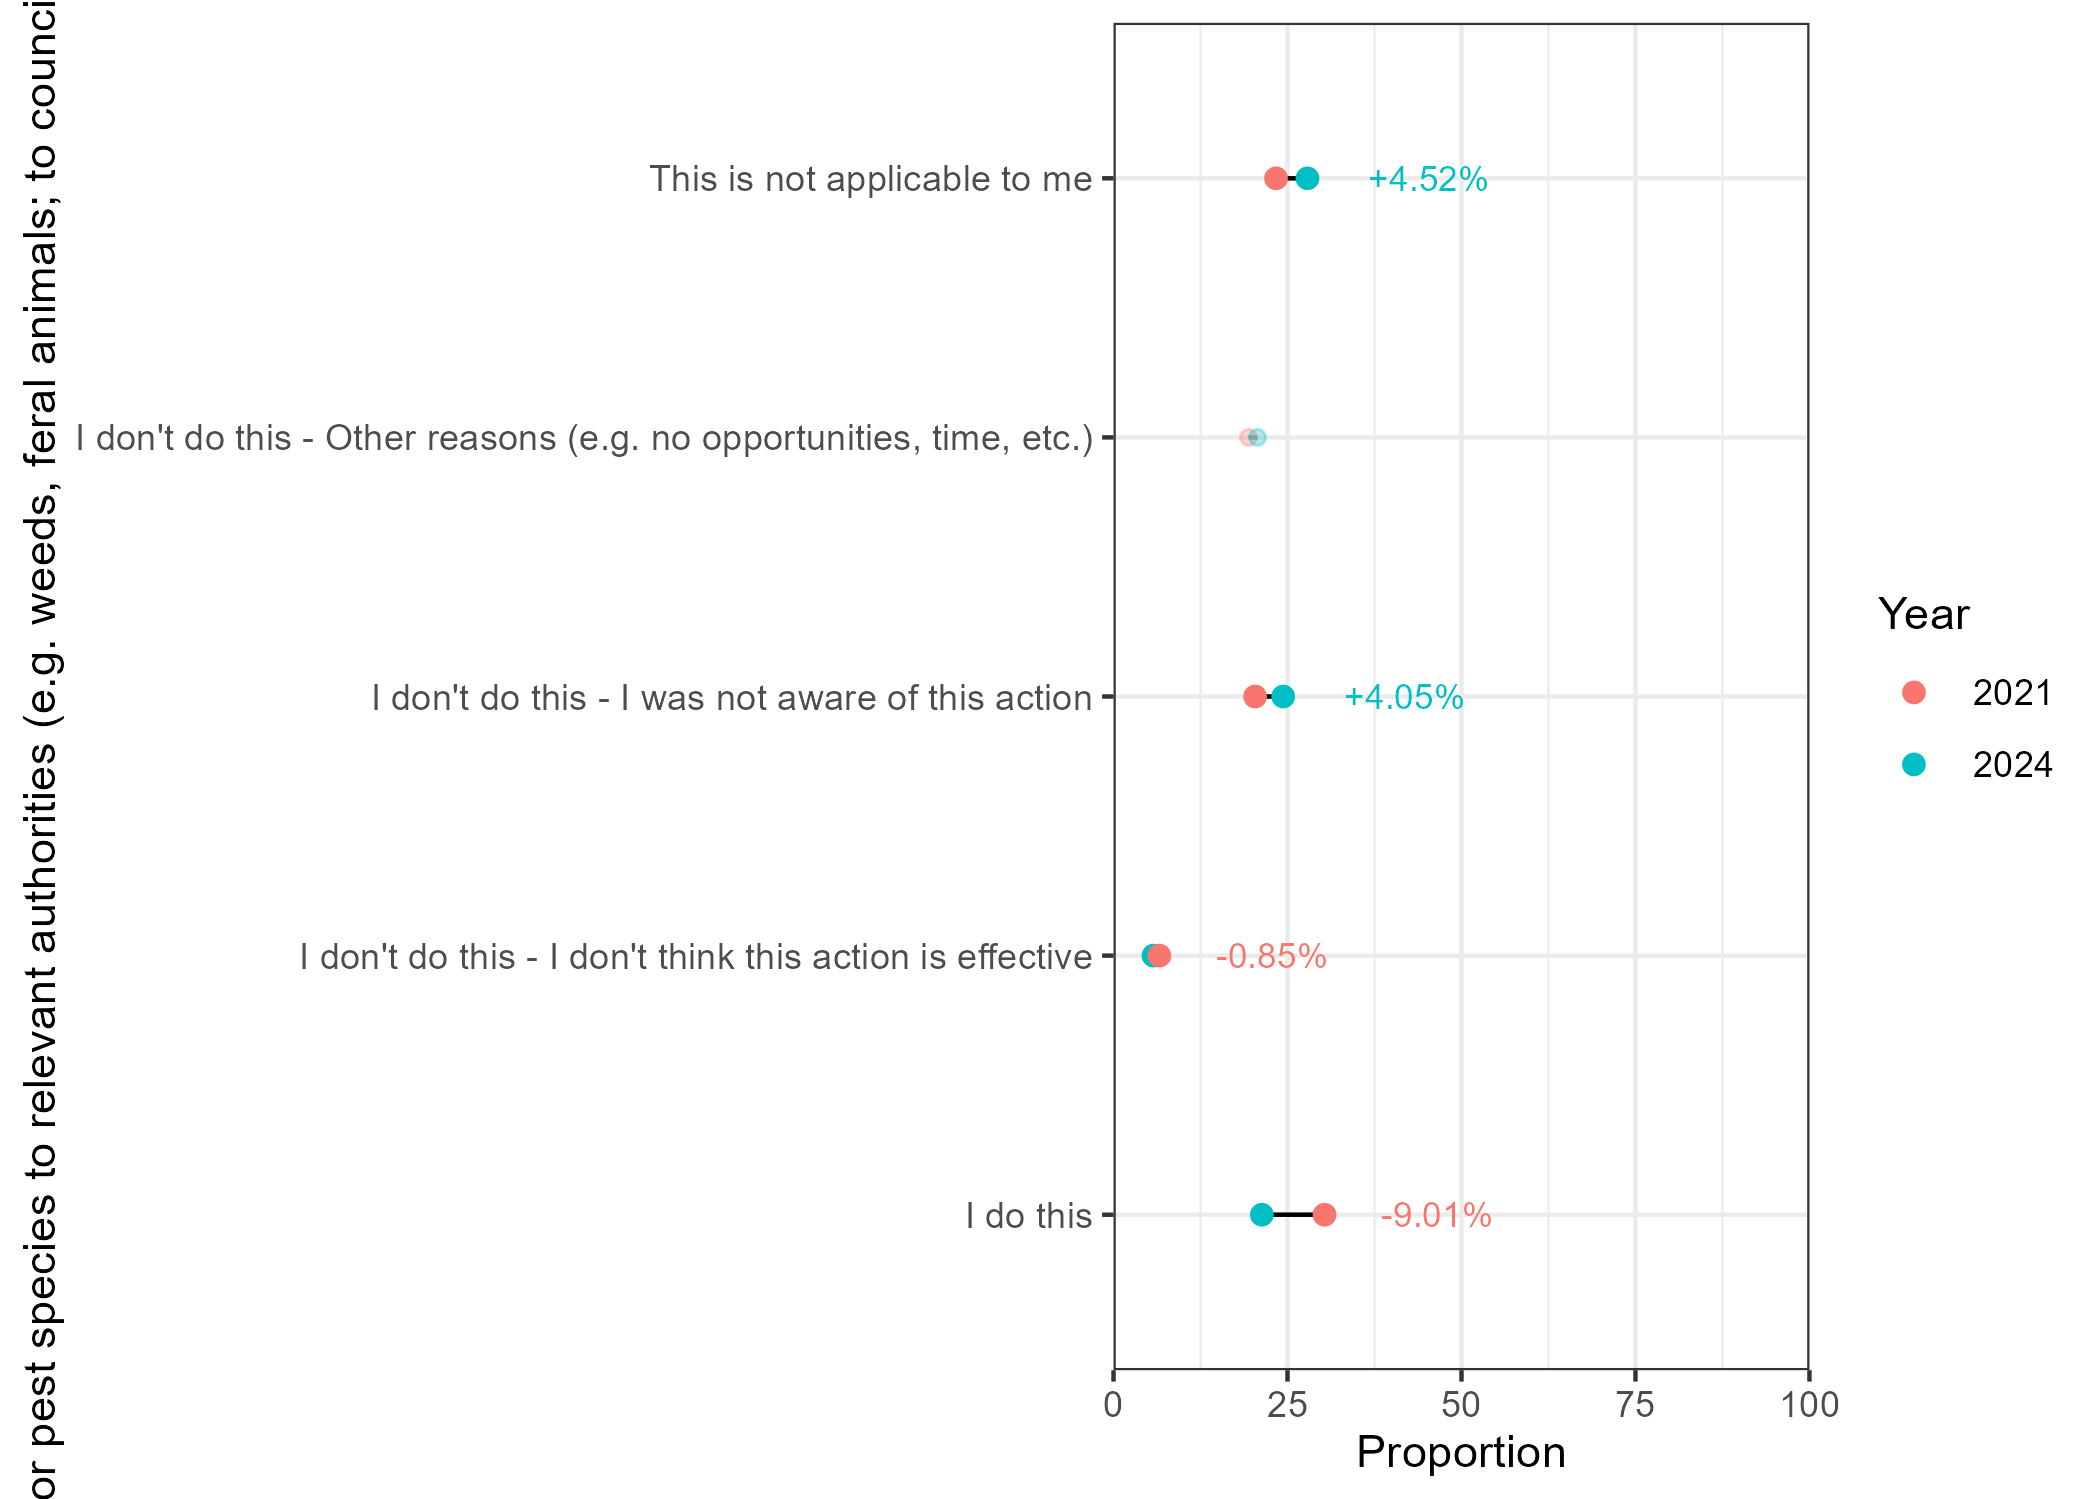 or pest species to relevant authorities (e.g. weeds, feral animals; to counci
This is not applicable to me
+4.52%
I don't do this - Other reasons (e.g. no opportunities, time, etc.)
I don't do this - I was not aware of this action
+4.05%
I don't do this - I don't think this action is effective
-0.85%
I do this
-9.01%
0 25 50 75 100
Proportion
Year
2021
2024